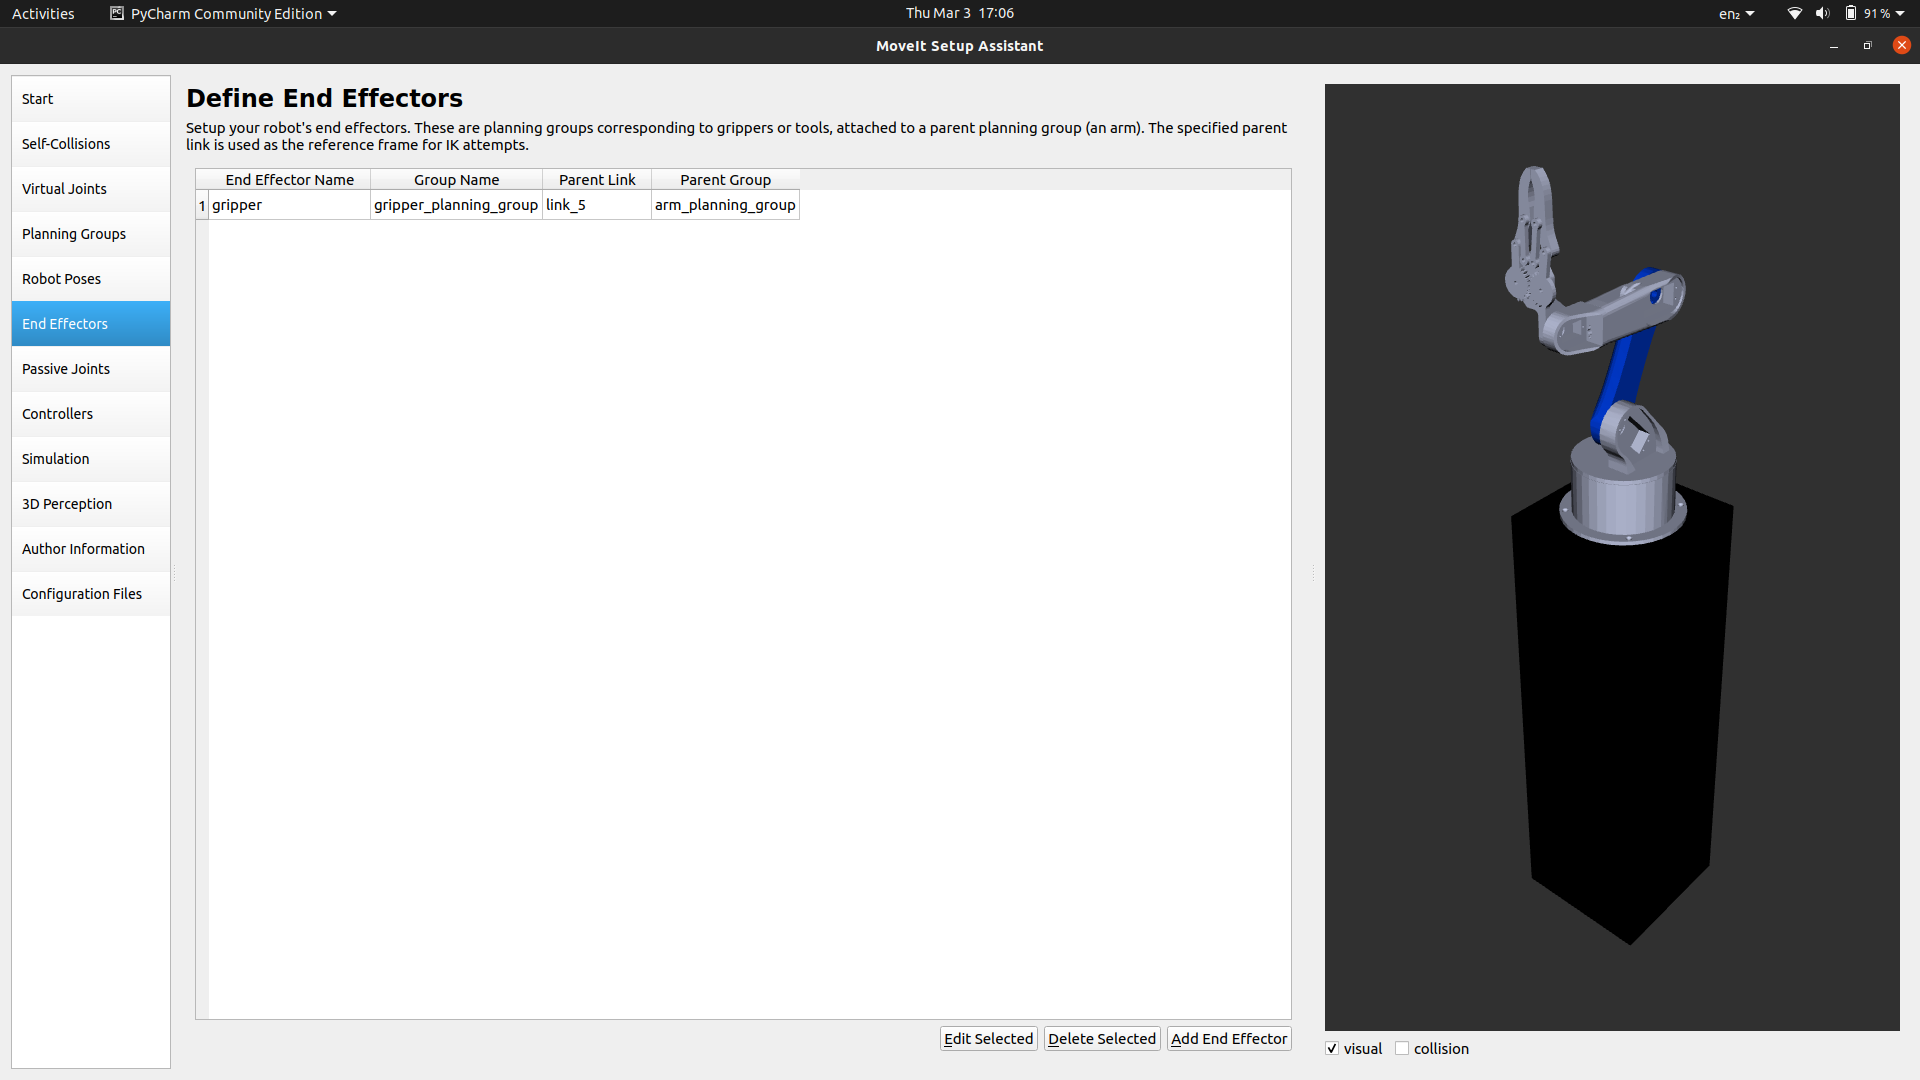 Activities PyCharm Community Edition Thu Mar 3 17:06 en₂ 91 %
MoveIt Setup Assistant
Start
Self-Collisions
Virtual Joints
Planning Groups
Robot Poses
End Effectors
Passive Joints
Controllers
Simulation
3D Perception
Author Information
Configuration Files
Define End Effectors
Setup your robot's end effectors. These are planning groups corresponding to grippers or tools, attached to a parent planning group (an arm). The specified parent
link is used as the reference frame for IK attempts.
End Effector Name Group Name Parent Link Parent Group
1 gripper gripper_planning_group link_5 arm_planning_group
Edit Selected Delete Selected Add End Effector
visual collision